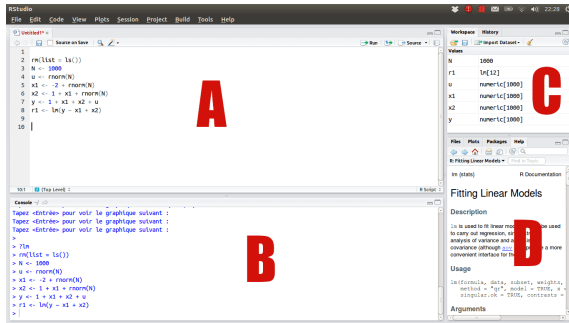 RStudio
22:28
File Edit Code View Plots Session Project Build Tools Help
Untitled1* ×
Source on Save
Run
Source
1
2 rm(list = ls())
3 N <- 1000
4 u <- rnorm(N)
5 x1 <- -2 + rnorm(N)
6 x2 <- 1 + x1 + rnorm(N)
7 y <- 1 + x1 + x2 + u
8 r1 <- lm(y ~ x1 + x2)
9
10
A
10:1 (Top Level) R Script
Console ~/
Tapez <Entrée> pour voir le graphique suivant :
Tapez <Entrée> pour voir le graphique suivant :
Tapez <Entrée> pour voir le graphique suivant :
>
> ?lm
> rm(list = ls())
> N <- 1000
> u <- rnorm(N)
> x1 <- -2 + rnorm(N)
> x2 <- 1 + x1 + rnorm(N)
> y <- 1 + x1 + x2 + u
> r1 <- lm(y ~ x1 + x2)
>
B
Workspace History
Import Dataset
Values
N 1000
r1 lm[12]
u numeric[1000]
x1 numeric[1000]
x2 numeric[1000]
y numeric[1000]
C
Files Plots Packages Help
R: Fitting Linear Models Find in Topic
lm {stats} R Documentation
Fitting Linear Models
Description
lm is used to fit linear used
to carry out regression,
analysis of variance and
covariance (although aov a more
convenient interface for
Usage
lm(formula, data, subset, weights,
method = "qr", model = TRUE, x =
singular.ok = TRUE, contrasts =
Arguments
D